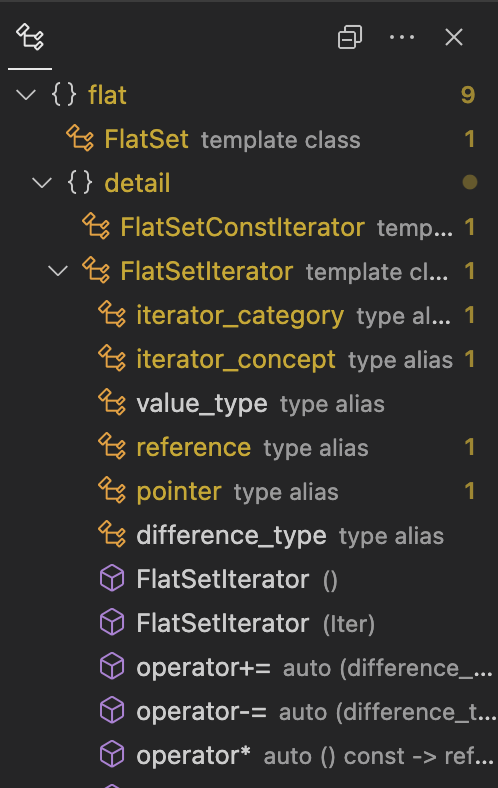 {} flat 9
FlatSet template class 1
{} detail
FlatSetConstIterator temp... 1
FlatSetIterator template cl... 1
iterator_category type al... 1
iterator_concept type alias 1
value_type type alias
reference type alias 1
pointer type alias 1
difference_type type alias
FlatSetIterator ()
FlatSetIterator (Iter)
operator+= auto (difference_...
operator-= auto (difference_t...
operator* auto () const -> ref...